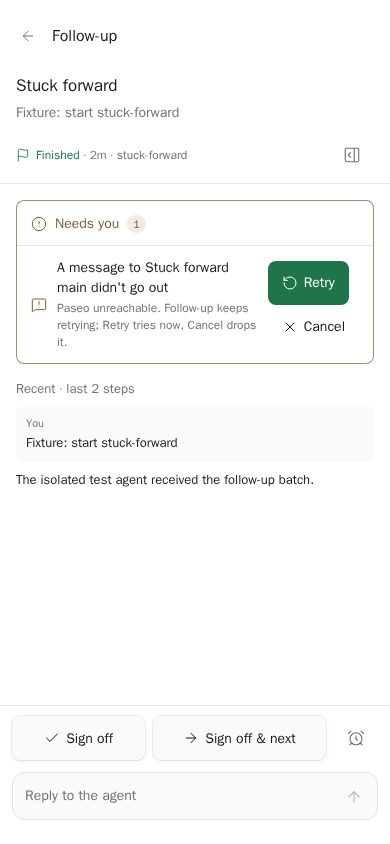 Follow-up
Stuck forward
Fixture: start stuck-forward
Finished · 2m · stuck-forward
Needs you 1
A message to Stuck forward
main didn't go out
Paseo unreachable. Follow-up keeps
retrying; Retry tries now, Cancel drops
it.
Retry
Cancel
Recent · last 2 steps
You
Fixture: start stuck-forward
The isolated test agent received the follow-up batch.
Sign off
Sign off & next
Reply to the agent